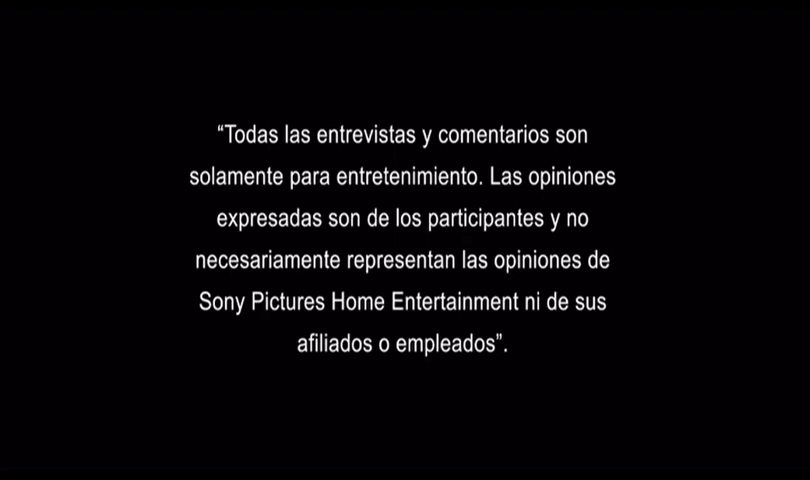 “Todas las entrevistas y comentarios son
solamente para entretenimiento. Las opiniones
expresadas son de los participantes y no
necesariamente representan las opiniones de
Sony Pictures Home Entertainment ni de sus
afiliados o empleados”.